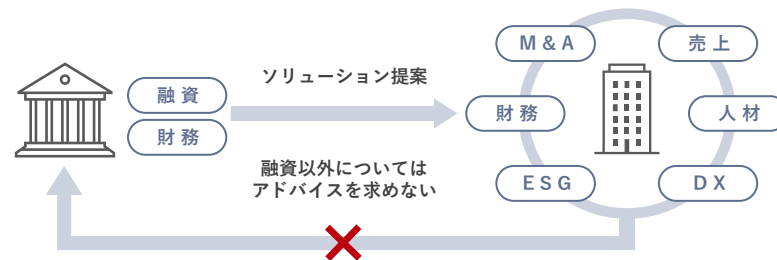 融資
財務
ソリューション提案
融資以外については
アドバイスを求めない
M&A
売上
財務
人材
ESG
DX